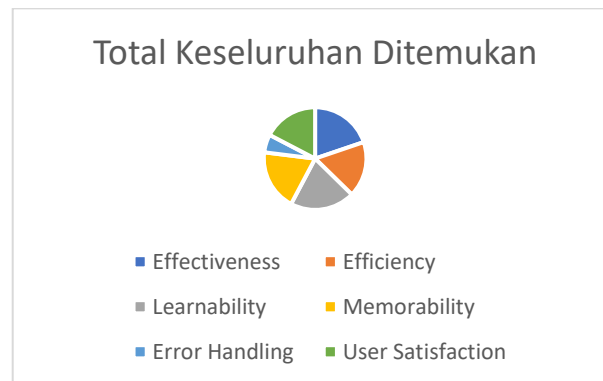 Total Keseluruhan Ditemukan
Effectiveness Efficiency
Learnability Memorability
Error Handling User Satisfaction